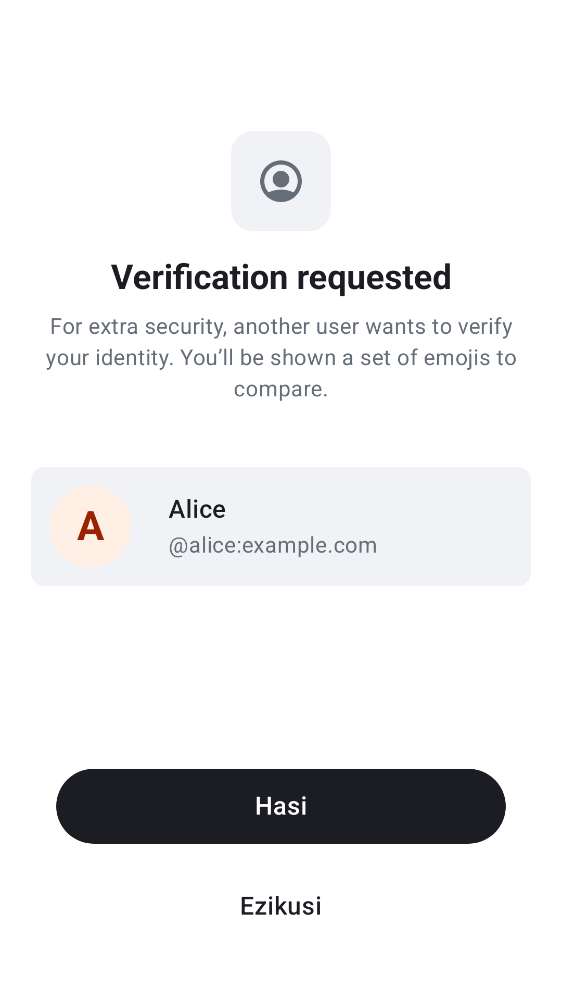 Verification requested
For extra security, another user wants to verify
your identity. You’ll be shown a set of emojis to
compare.
A
Alice
@alice:example.com
Hasi
Ezikusi